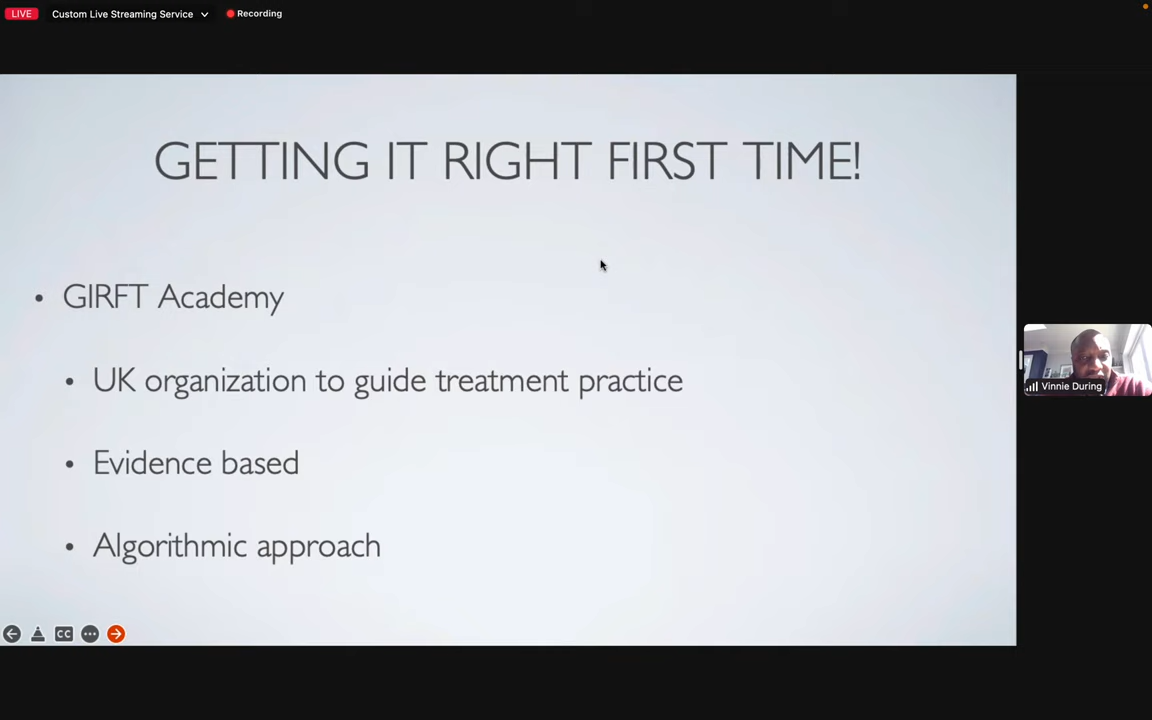 LIVE Custom Live Streaming Service Recording
GETTING IT RIGHT FIRST TIME!
• GIRFT Academy
• UK organization to guide treatment practice
• Evidence based
• Algorithmic approach
Vinnie During
CC